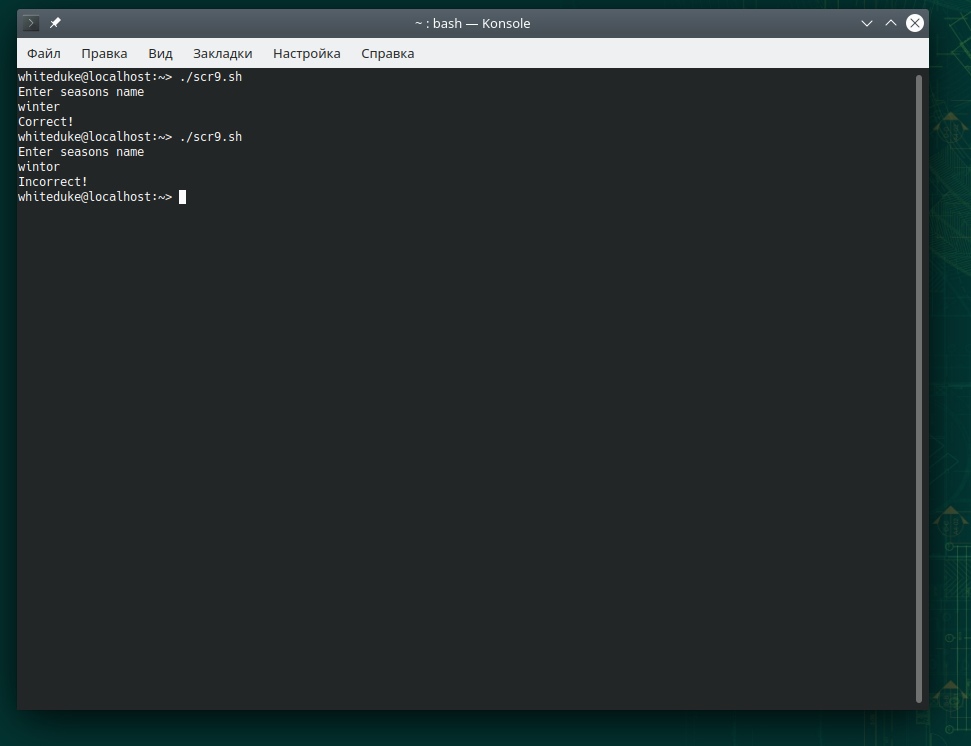 ~ : bash — Konsole
Файл Правка Вид Закладки Настройка Справка
whiteduke@localhost:~> ./scr9.sh
Enter seasons name
winter
Correct!
whiteduke@localhost:~> ./scr9.sh
Enter seasons name
wintor
Incorrect!
whiteduke@localhost:~>